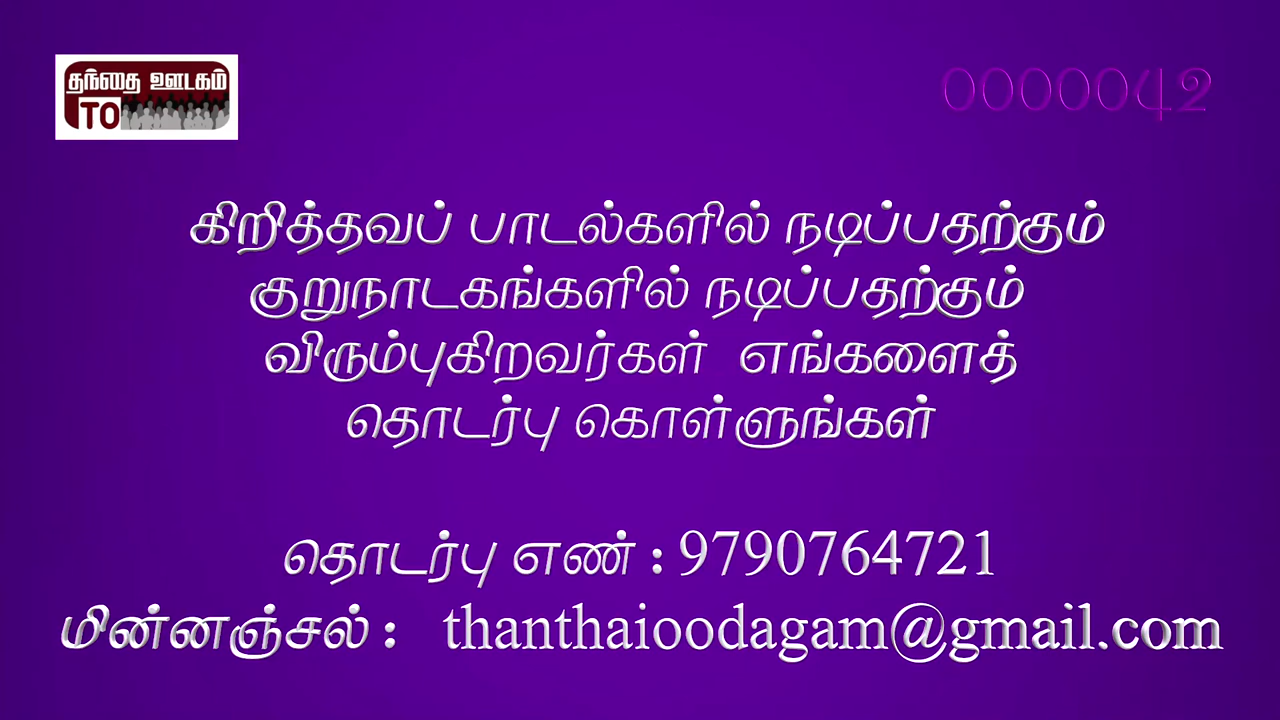 தந்தை ஊடகம்
TO
0000042
கிறித்தவப் பாடல்களில் நடிப்பதற்கும்
குறுநாடகங்களில் நடிப்பதற்கும்
விரும்புகிறவர்கள் எங்களைத்
தொடர்பு கொள்ளுங்கள்
தொடர்பு எண் : 9790764721
மின்னஞ்சல் : thanthaioodagam@gmail.com